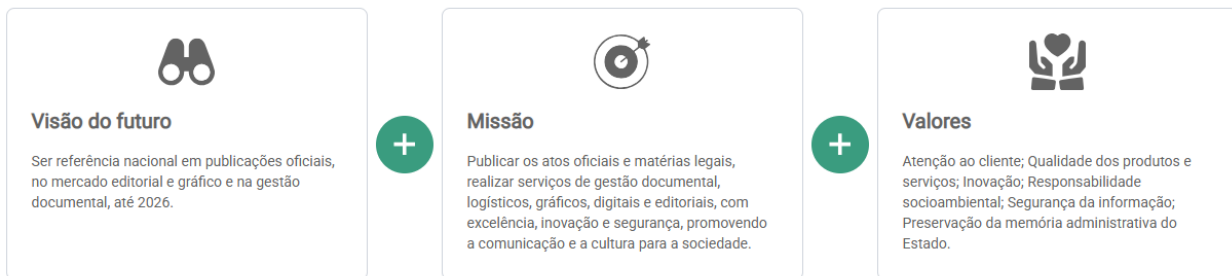 Visão do futuro
Ser referência nacional em publicações oficiais,
no mercado editorial e gráfico e na gestão
documental, até 2026.
+
Missão
Publicar os atos oficiais e matérias legais,
realizar serviços de gestão documental,
logísticos, gráficos, digitais e editoriais, com
excelência, inovação e segurança, promovendo
a comunicação e a cultura para a sociedade.
+
Valores
Atenção ao cliente; Qualidade dos produtos e
serviços; Inovação; Responsabilidade
socioambiental; Segurança da informação;
Preservação da memória administrativa do
Estado.